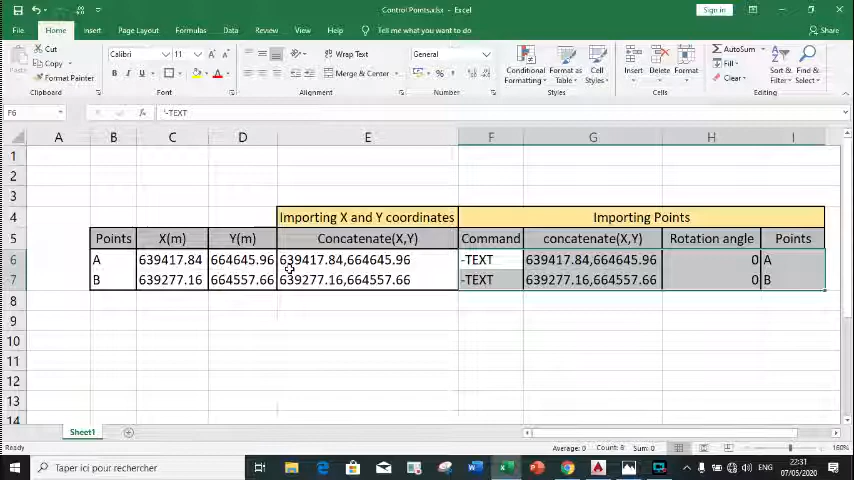 Control Points.xlsx - Excel
Sign in
File Home Insert Page Layout Formulas Data Review View Help Tell me what you want to do Share
Paste
Cut
Copy
Format Painter
Clipboard
Calibri 11
B I U
Font
Wrap Text
Merge & Center
Alignment
General
Number
Conditional Formatting
Format as Table
Cell Styles
Styles
Insert Delete Format
Cells
AutoSum
Fill
Clear
Sort & Filter
Find & Select
Editing
F6 '-TEXT
A B C D E F G H I
1
2
3
4 Importing X and Y coordinates Importing Points
5 Points X(m) Y(m) Concatenate(X,Y) Command concatenate(X,Y) Rotation angle Points
6 A 639417.84 664645.96 639417.84,664645.96 -TEXT 639417.84,664645.96 0 A
7 B 639277.16 664557.66 639277.16,664557.66 -TEXT 639277.16,664557.66 0 B
8
9
10
11
12
13
14
Sheet1
Ready Average: 0 Count: 8 Sum: 0 160%
Taper ici pour rechercher
ENG
22:31
07/05/2020